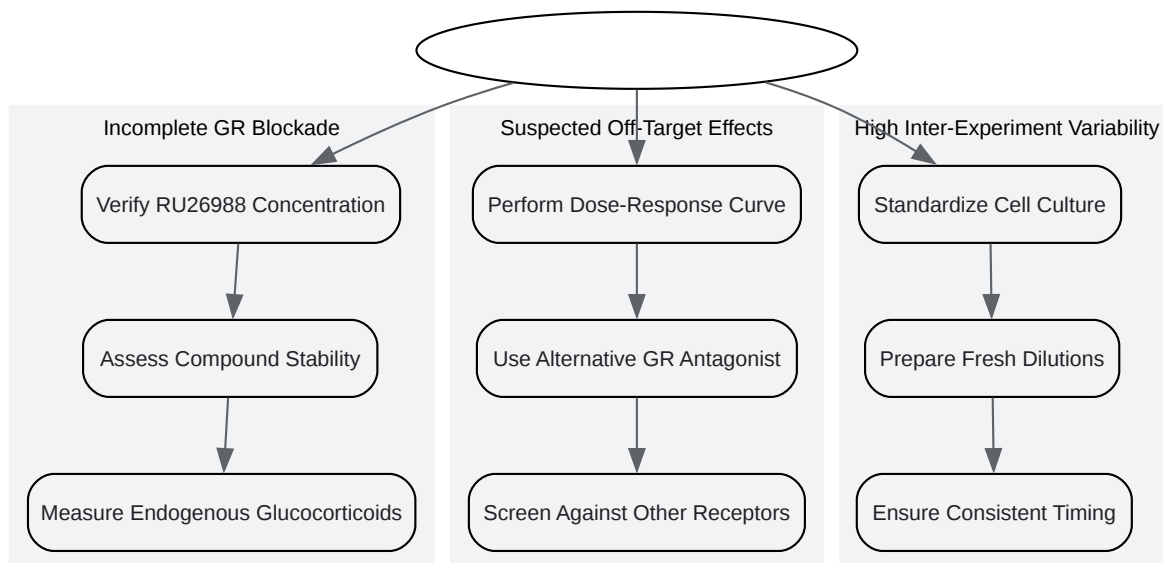 Incomplete GR Blockade
Suspected Off-Target Effects
High Inter-Experiment Variability
Verify RU26988 Concentration
Perform Dose-Response Curve
Standardize Cell Culture
Assess Compound Stability
Use Alternative GR Antagonist
Prepare Fresh Dilutions
Measure Endogenous Glucocorticoids
Screen Against Other Receptors
Ensure Consistent Timing